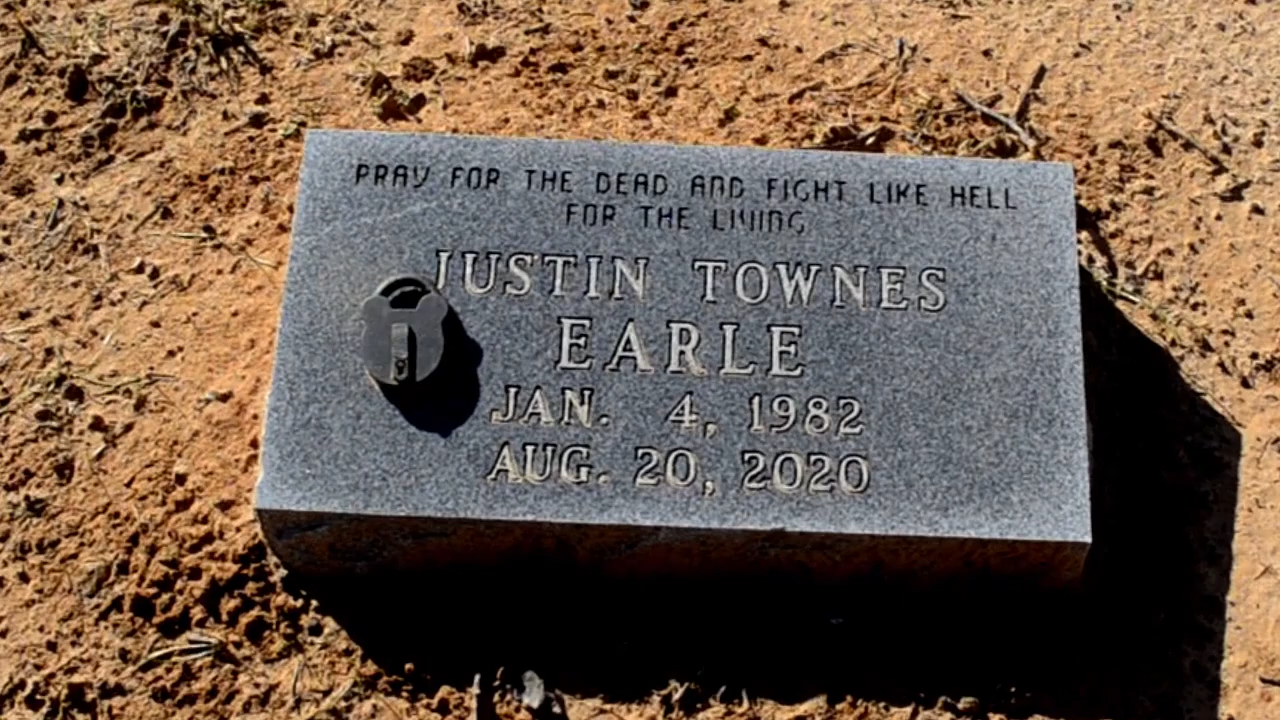 PRAY FOR THE DEAD AND FIGHT LIKE HELL
FOR THE LIVING
JUSTIN TOWNES
EARLE
JAN. 4, 1982
AUG. 20, 2020